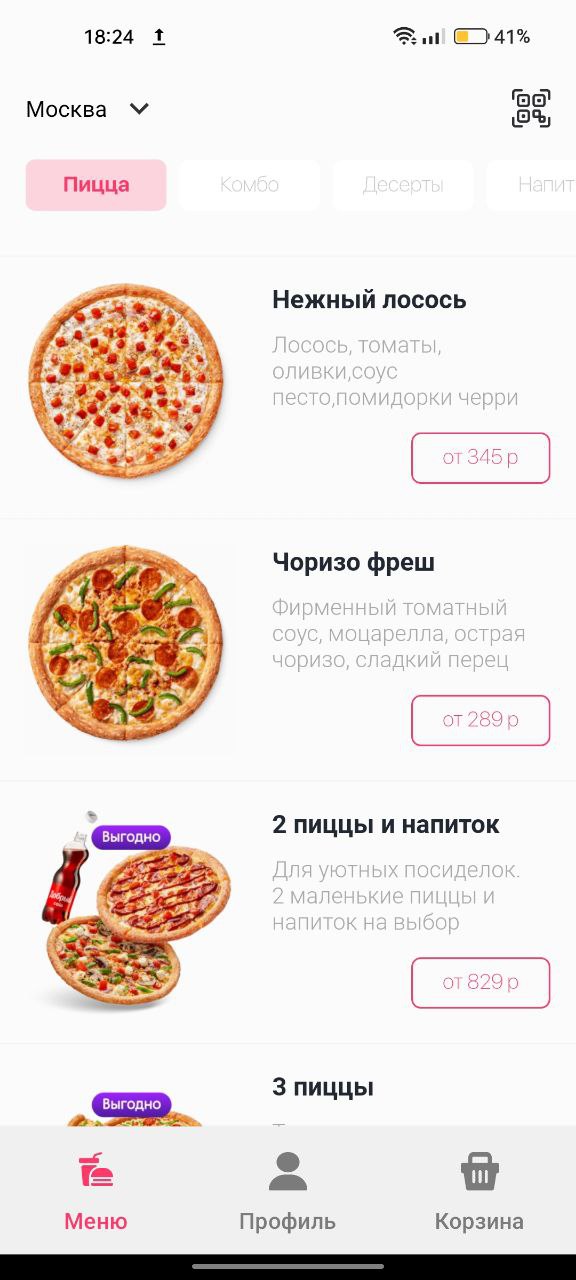 18:24 41%
Москва
Пицца Комбо Десерты Напит
Нежный лосось
Лосось, томаты,
оливки,соус
песто,помидорки черри
от 345 р
Чоризо фреш
Фирменный томатный
соус, моцарелла, острая
чоризо, сладкий перец
от 289 р
Выгодно
Добрый
2 пиццы и напиток
Для уютных посиделок.
2 маленькие пиццы и
напиток на выбор
от 829 р
Выгодно
3 пиццы
Меню Профиль Корзина